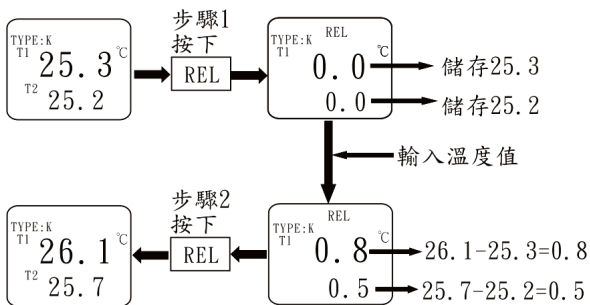 步驟1
按下
REL
TYPE:K
T1 25.3 ℃
T2 25.2
REL
TYPE:K
T1 0.0 ℃
0.0
儲存25.3
儲存25.2
輸入溫度值
REL
TYPE:K
T1 0.8 ℃
0.5
26.1-25.3=0.8
25.7-25.2=0.5
步驟2
按下
REL
TYPE:K
T1 26.1 ℃
T2 25.7